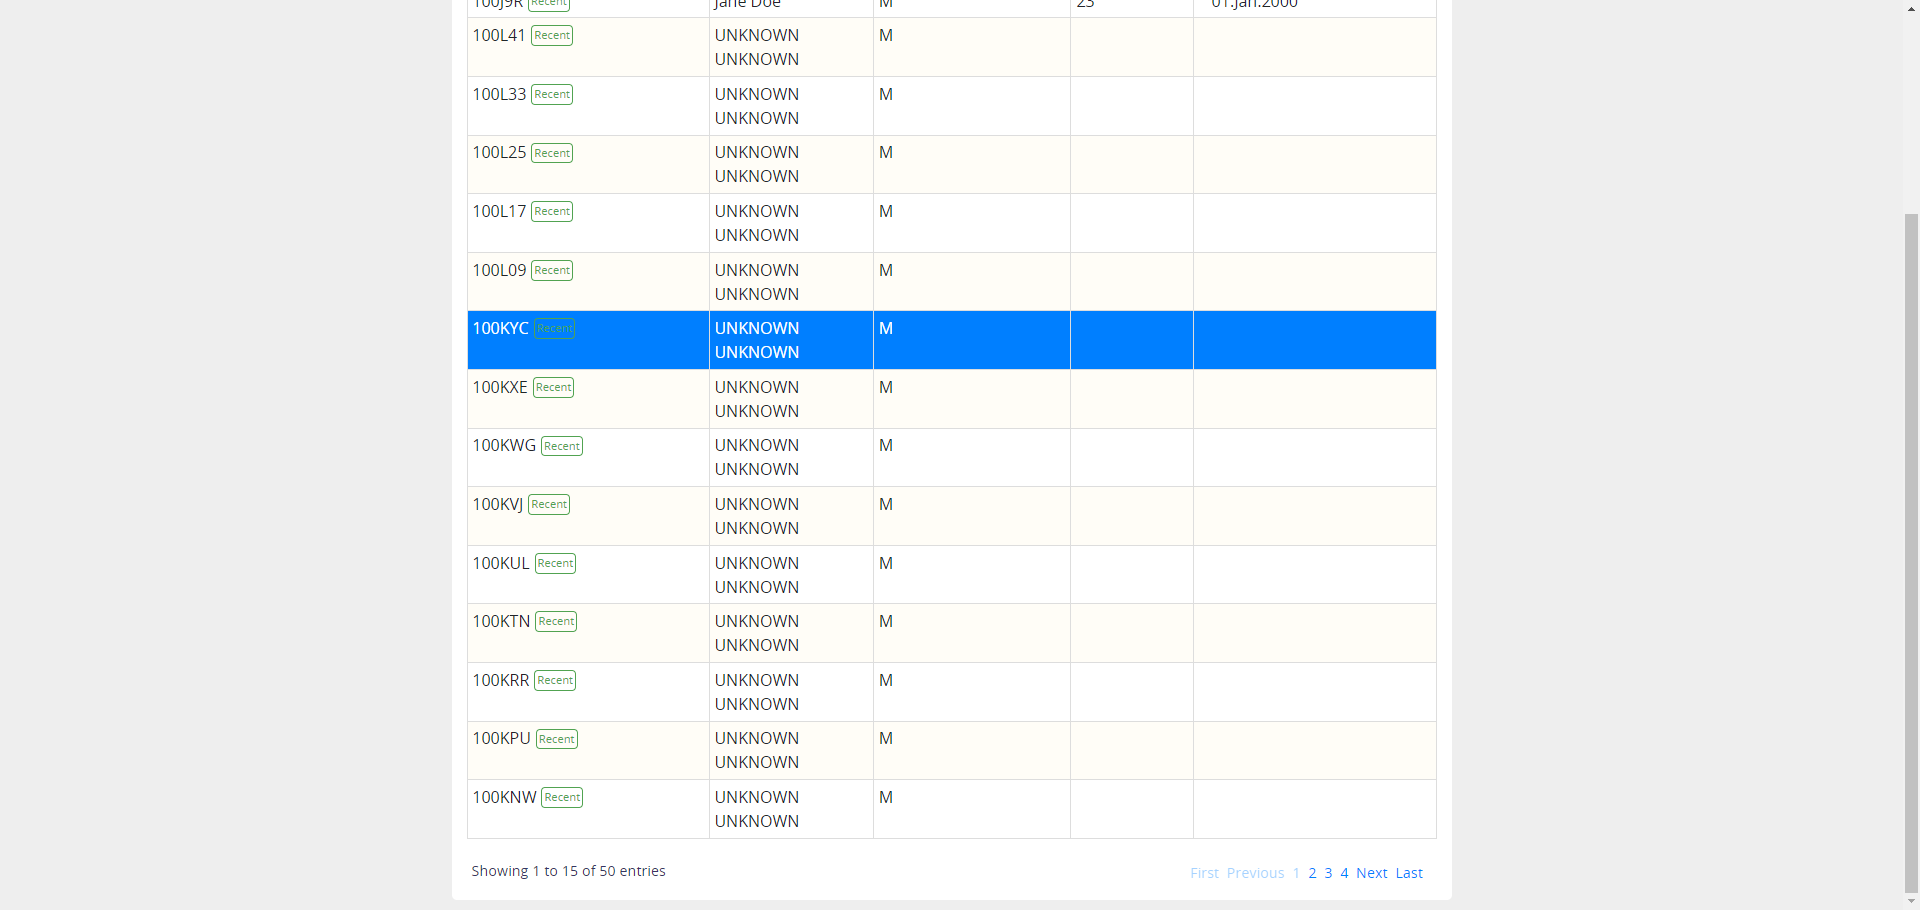 100J9R Recent Jane Doe M 23 01.Jan.2000
100L41 Recent UNKNOWN M
UNKNOWN
100L33 Recent UNKNOWN M
UNKNOWN
100L25 Recent UNKNOWN M
UNKNOWN
100L17 Recent UNKNOWN M
UNKNOWN
100L09 Recent UNKNOWN M
UNKNOWN
100KYC Recent UNKNOWN M
UNKNOWN
100KXE Recent UNKNOWN M
UNKNOWN
100KWG Recent UNKNOWN M
UNKNOWN
100KVJ Recent UNKNOWN M
UNKNOWN
100KUL Recent UNKNOWN M
UNKNOWN
100KTN Recent UNKNOWN M
UNKNOWN
100KRR Recent UNKNOWN M
UNKNOWN
100KPU Recent UNKNOWN M
UNKNOWN
100KNW Recent UNKNOWN M
UNKNOWN
Showing 1 to 15 of 50 entries First Previous 1 2 3 4 Next Last